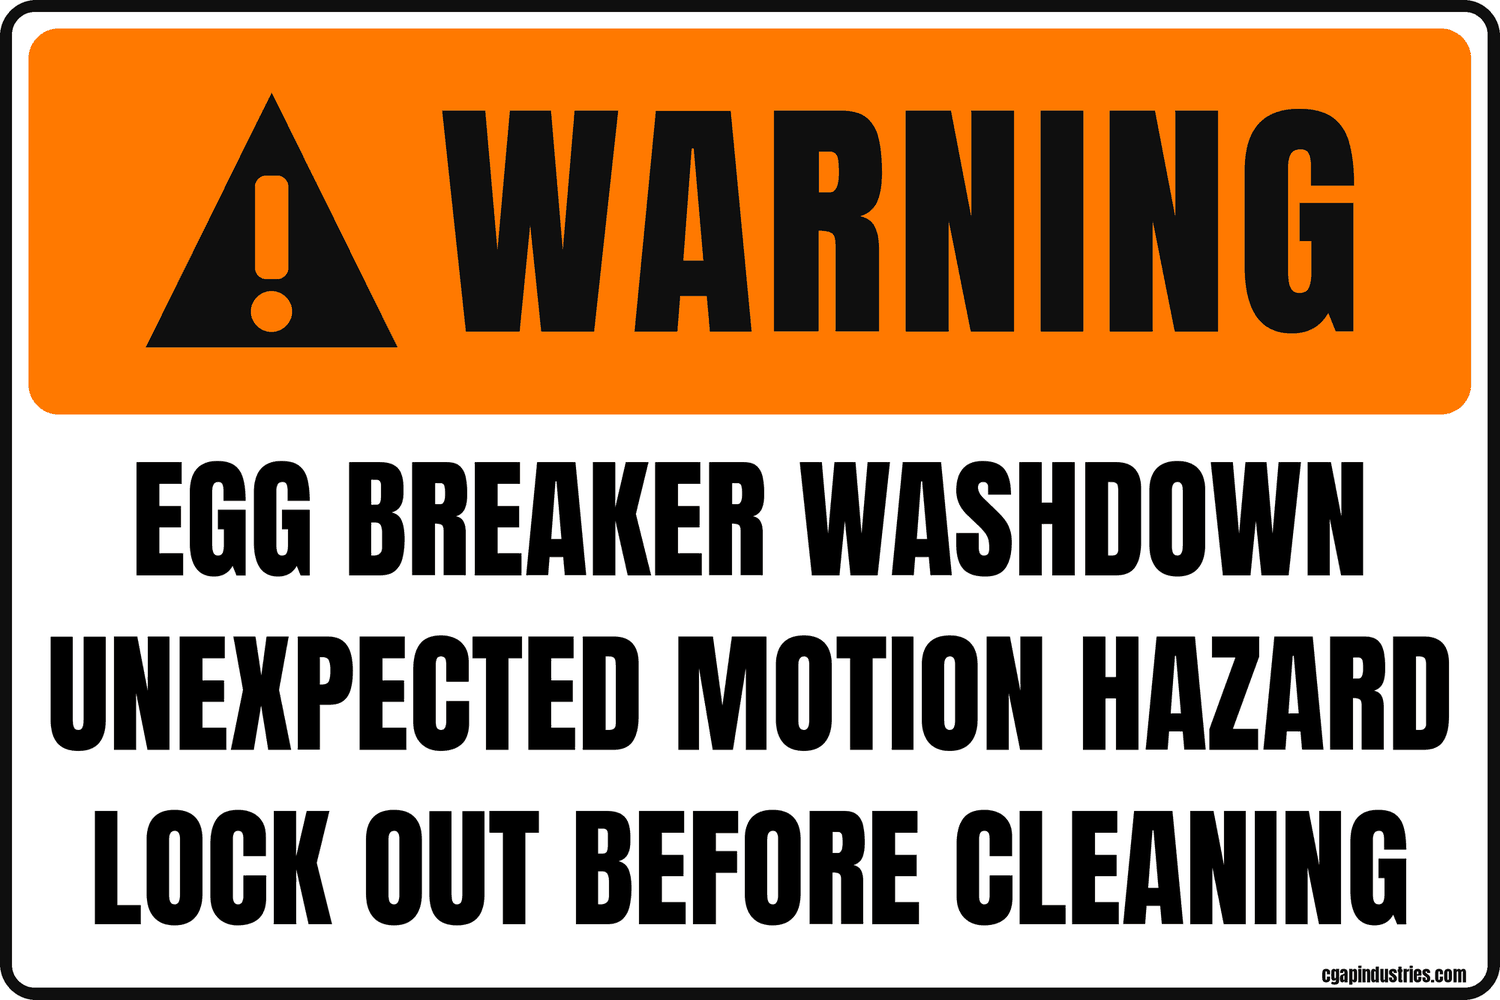 WARNING
EGG BREAKER WASHDOWN
UNEXPECTED MOTION HAZARD
LOCK OUT BEFORE CLEANING
cgapindustries.com